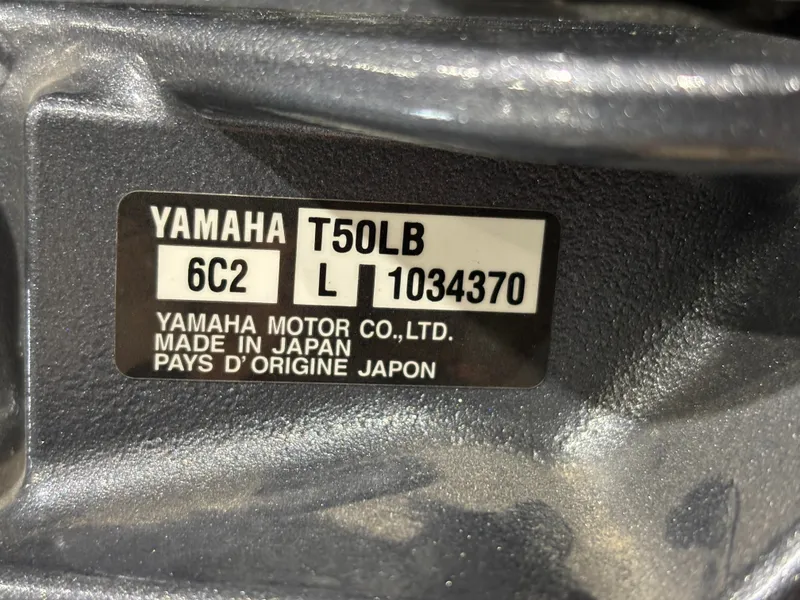 YAMAHA T50LB
6C2 L 1034370
YAMAHA MOTOR CO.,LTD.
MADE IN JAPAN
PAYS D'ORIGINE JAPON